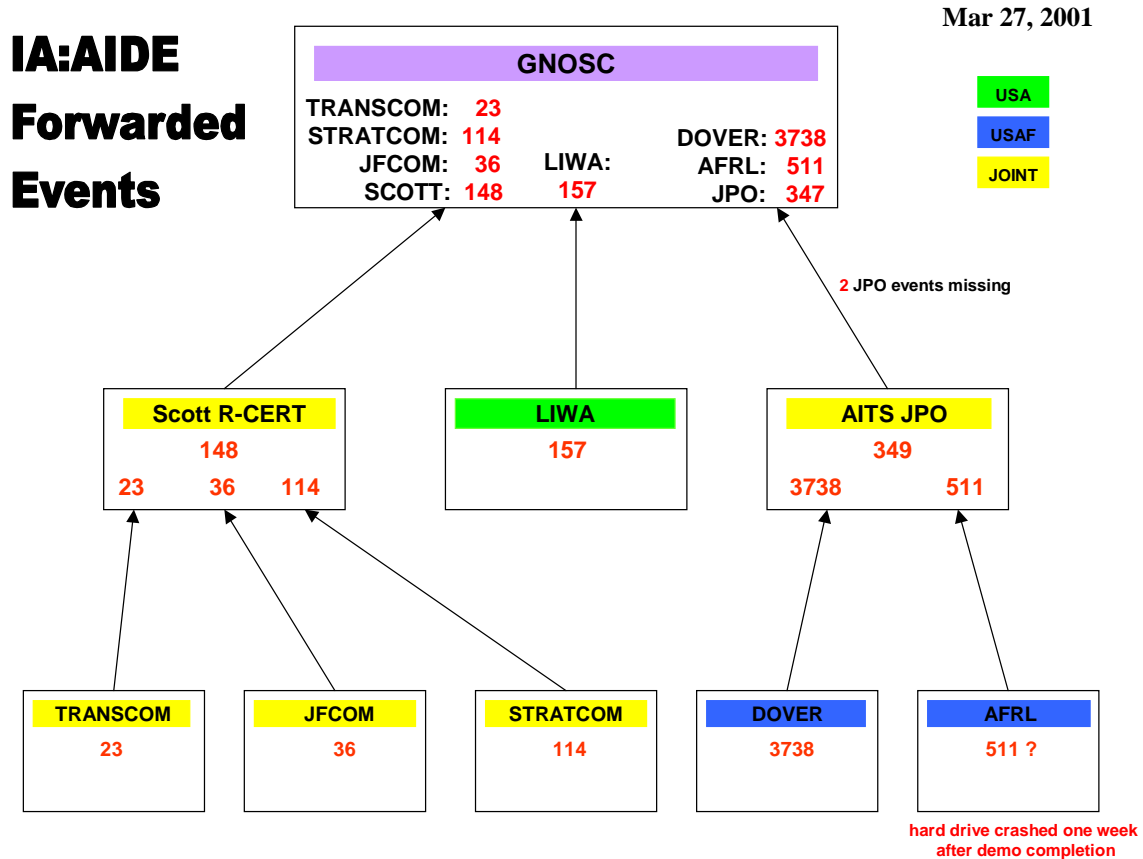 Mar 27, 2001
IA:AIDE
Forwarded
Events
GNOSC
TRANSCOM: 23
STRATCOM: 114
JFCOM: 36
SCOTT: 148
LIWA:
157
DOVER: 3738
AFRL: 511
JPO: 347
USA
USAF
JOINT
2 JPO events missing
Scott R-CERT
148
23 36 114
LIWA
157
AITS JPO
349
3738 511
TRANSCOM
23
JFCOM
36
STRATCOM
114
DOVER
3738
AFRL
511 ?
hard drive crashed one week
after demo completion